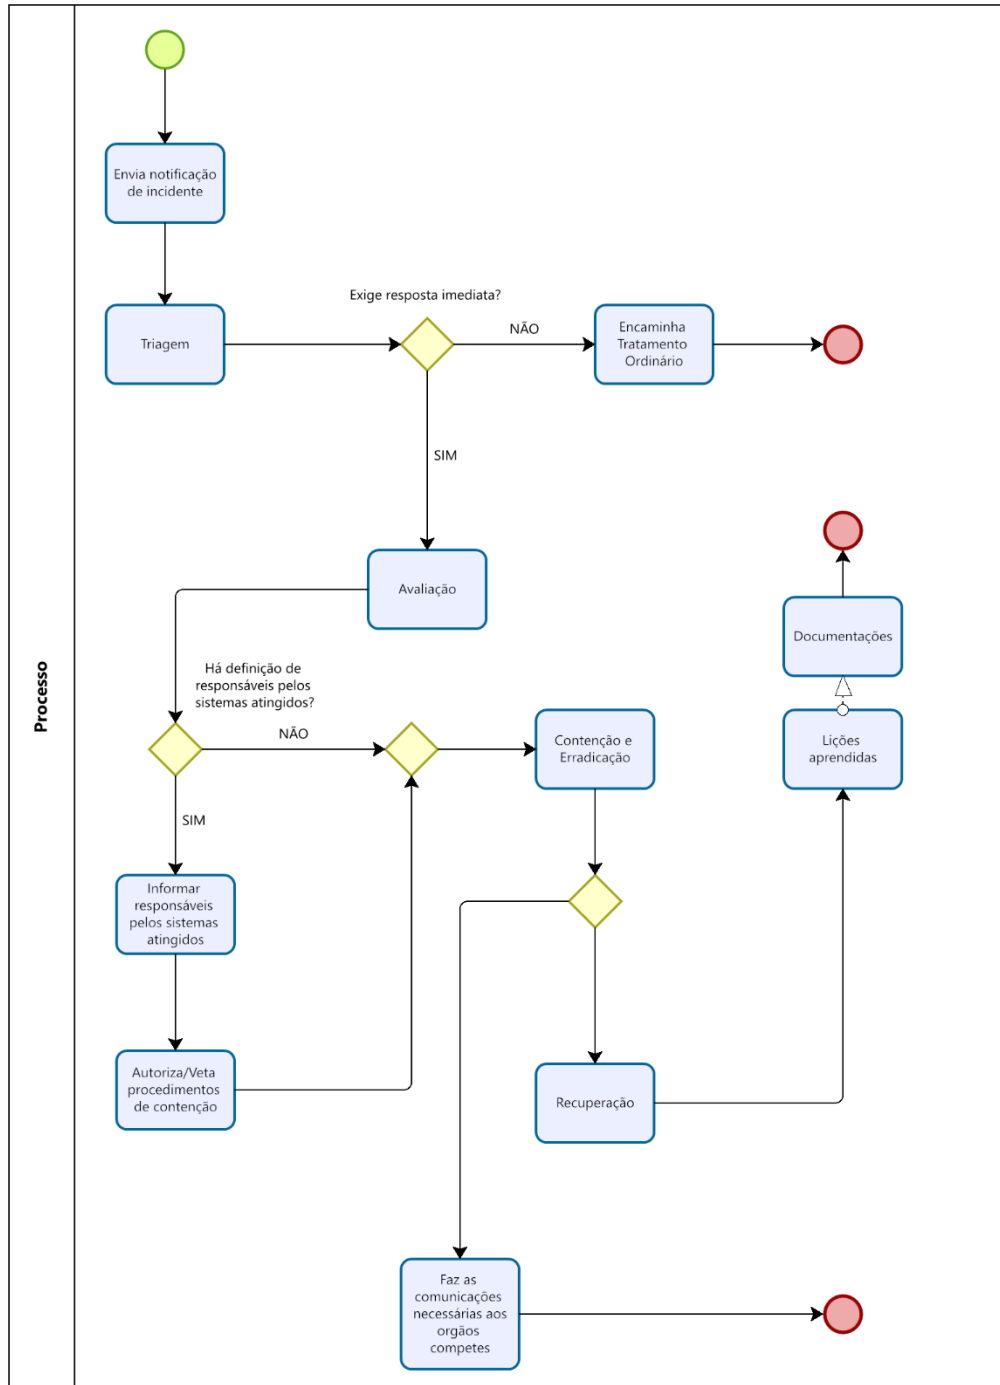 Processo
Envia notificação
de incidente
Triagem
Exige resposta imediata?
NÃO
Encaminha
Tratamento
Ordinário
SIM
Avaliação
Há definição de
responsáveis pelos
sistemas atingidos?
NÃO
SIM
Contenção e
Erradicação
Documentações
Lições
aprendidas
Informar
responsáveis
pelos sistemas
atingidos
Autoriza/Veta
procedimentos
de contenção
Recuperação
Faz as
comunicações
necessárias aos
orgãos
competes